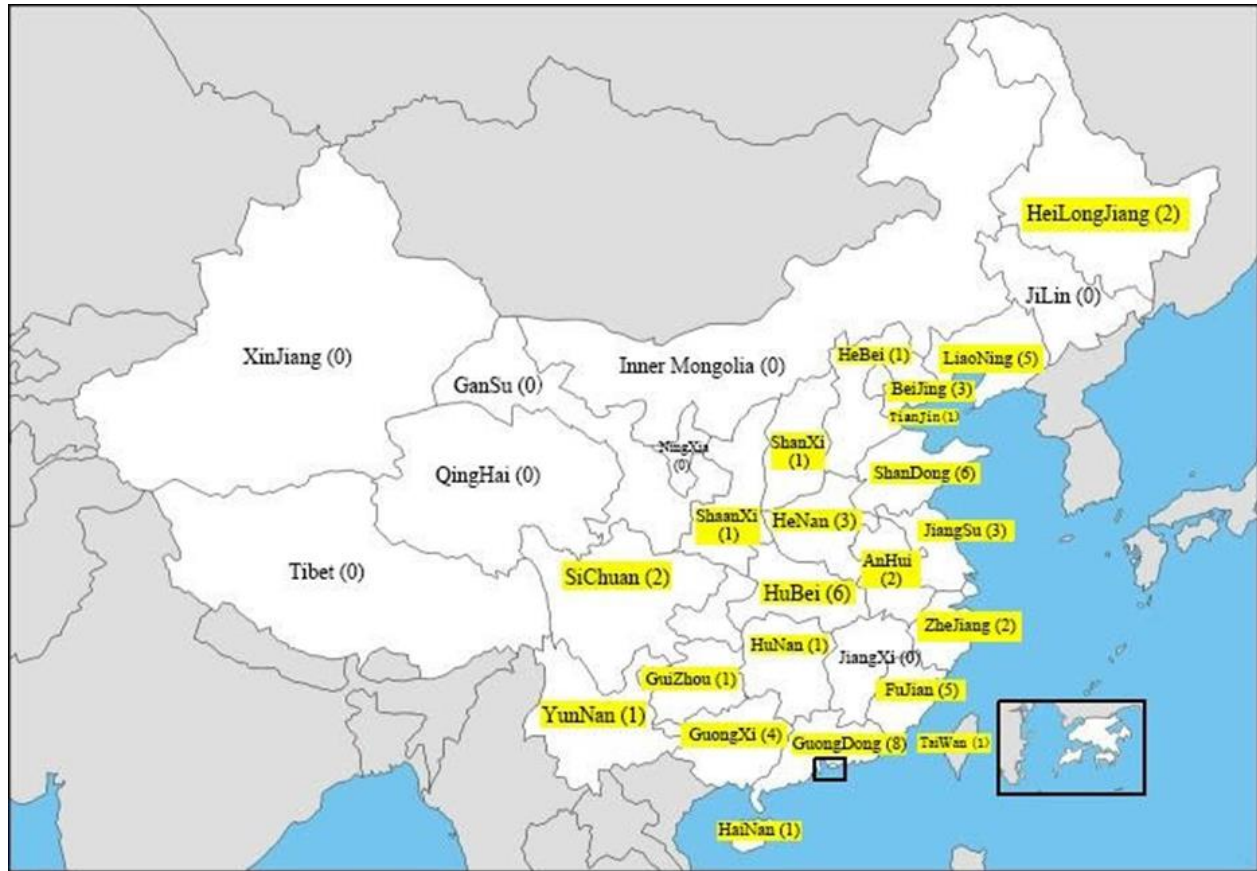 HeiLongJiang (2)
JiLin (0)
XinJiang (0)
Inner Mongolia (0)
HeBei (1)
LiaoNing (5)
GanSu (0)
BeiJing (3)
TianJin (1)
NingXia
(0)
ShanXi
(1)
QingHai (0)
ShanDong (6)
ShaanXi
(1)
HeNan (3)
JiangSu (3)
Tibet (0)
SiChuan (2)
AnHui
(2)
HuBei (6)
ZheJiang (2)
HuNan (1)
JiangXi (0)
GuiZhou (1)
FuJian (5)
YunNan (1)
GuongXi (4)
GuongDong (8)
TaiWan (1)
HaiNan (1)